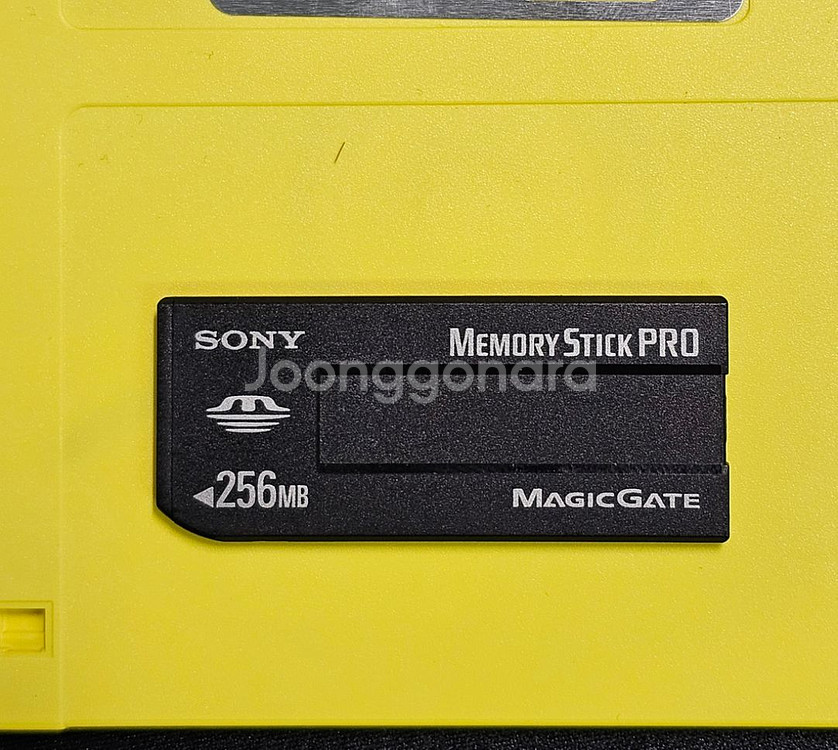 SONY
MEMORY STICK PRO
Joonggonara
◀256MB
MAGICGATE